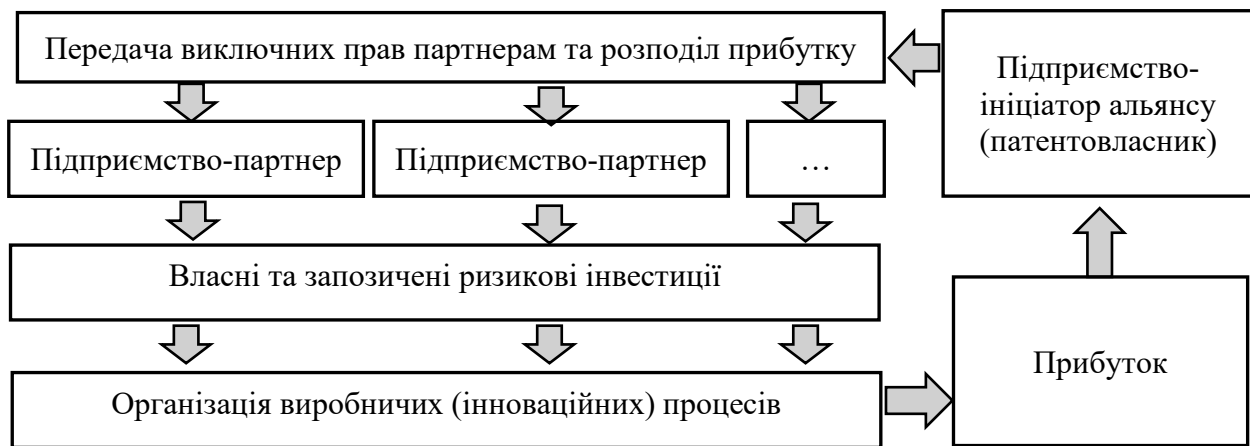 Передача виключних прав партнерам та розподіл прибутку
Підприємство-
ініціатор альянсу
(патентовласник)
Підприємство-партнер
Підприємство-партнер
…
Власні та запозичені ризикові інвестиції
Прибуток
Організація виробничих (інноваційних) процесів